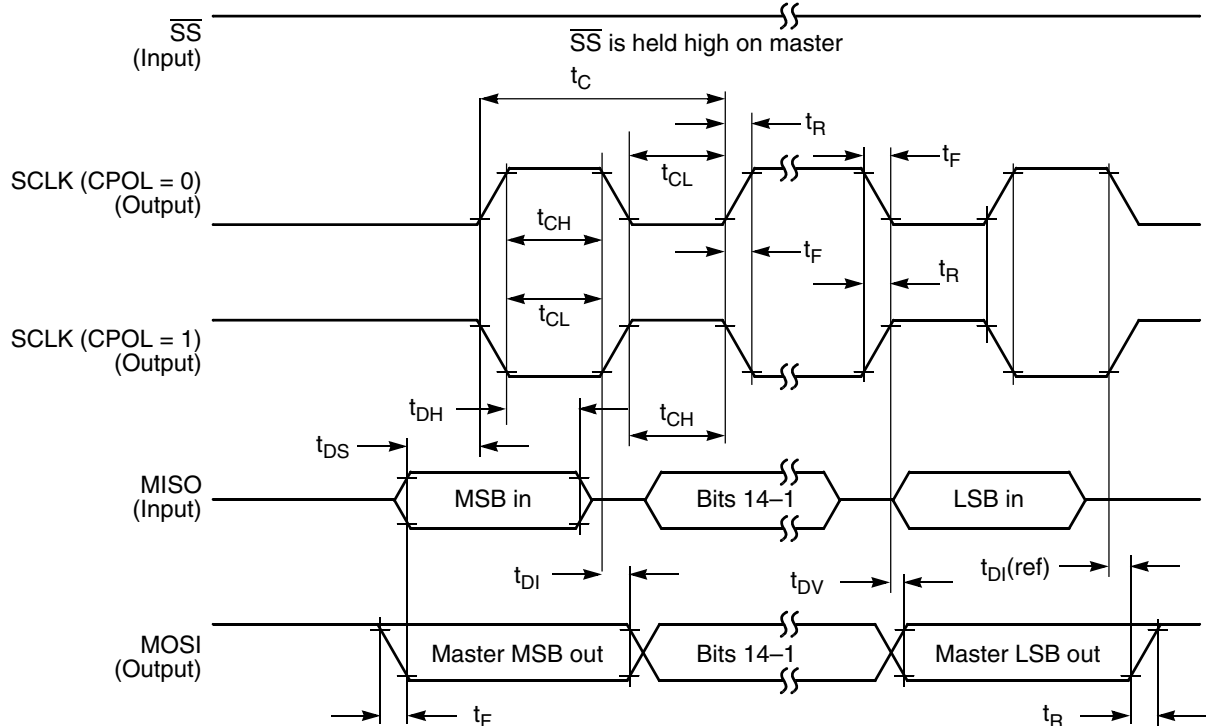 SS
(Input)
SS is held high on master
tC
tR
tF
SCLK (CPOL = 0)
(Output)
tCL
tCH
tF
tR
tCL
SCLK (CPOL = 1)
(Output)
tDH
tCH
tDS
MISO
(Input)
MSB in
Bits 14–1
LSB in
tDI
tDV
tDI(ref)
MOSI
(Output)
Master MSB out
Bits 14–1
Master LSB out
tF
tR